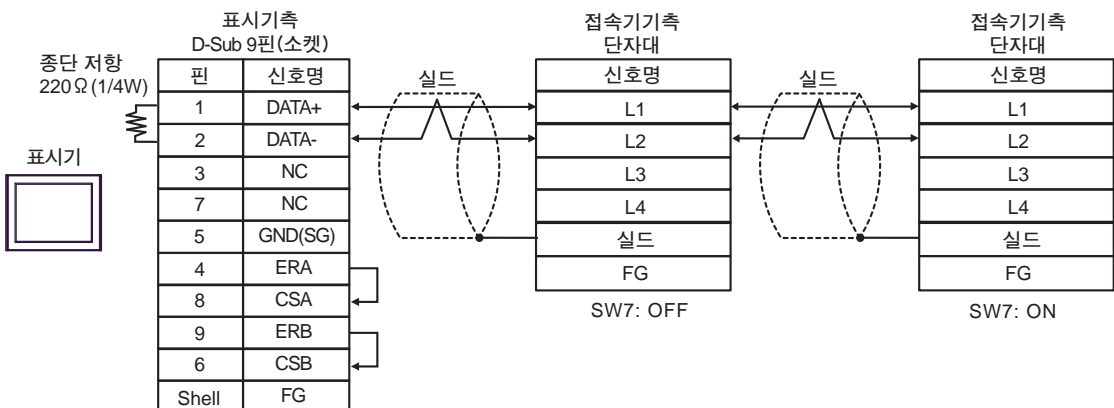 표시기측
D-Sub 9핀(소켓)
종단 저항
220Ω(1/4W)
표시기
핀 신호명
1 DATA+
2 DATA-
3 NC
7 NC
5 GND(SG)
4 ERA
8 CSA
9 ERB
6 CSB
Shell FG
실드
접속기기측
단자대
신호명
L1
L2
L3
L4
실드
FG
SW7: OFF
실드
접속기기측
단자대
신호명
L1
L2
L3
L4
실드
FG
SW7: ON